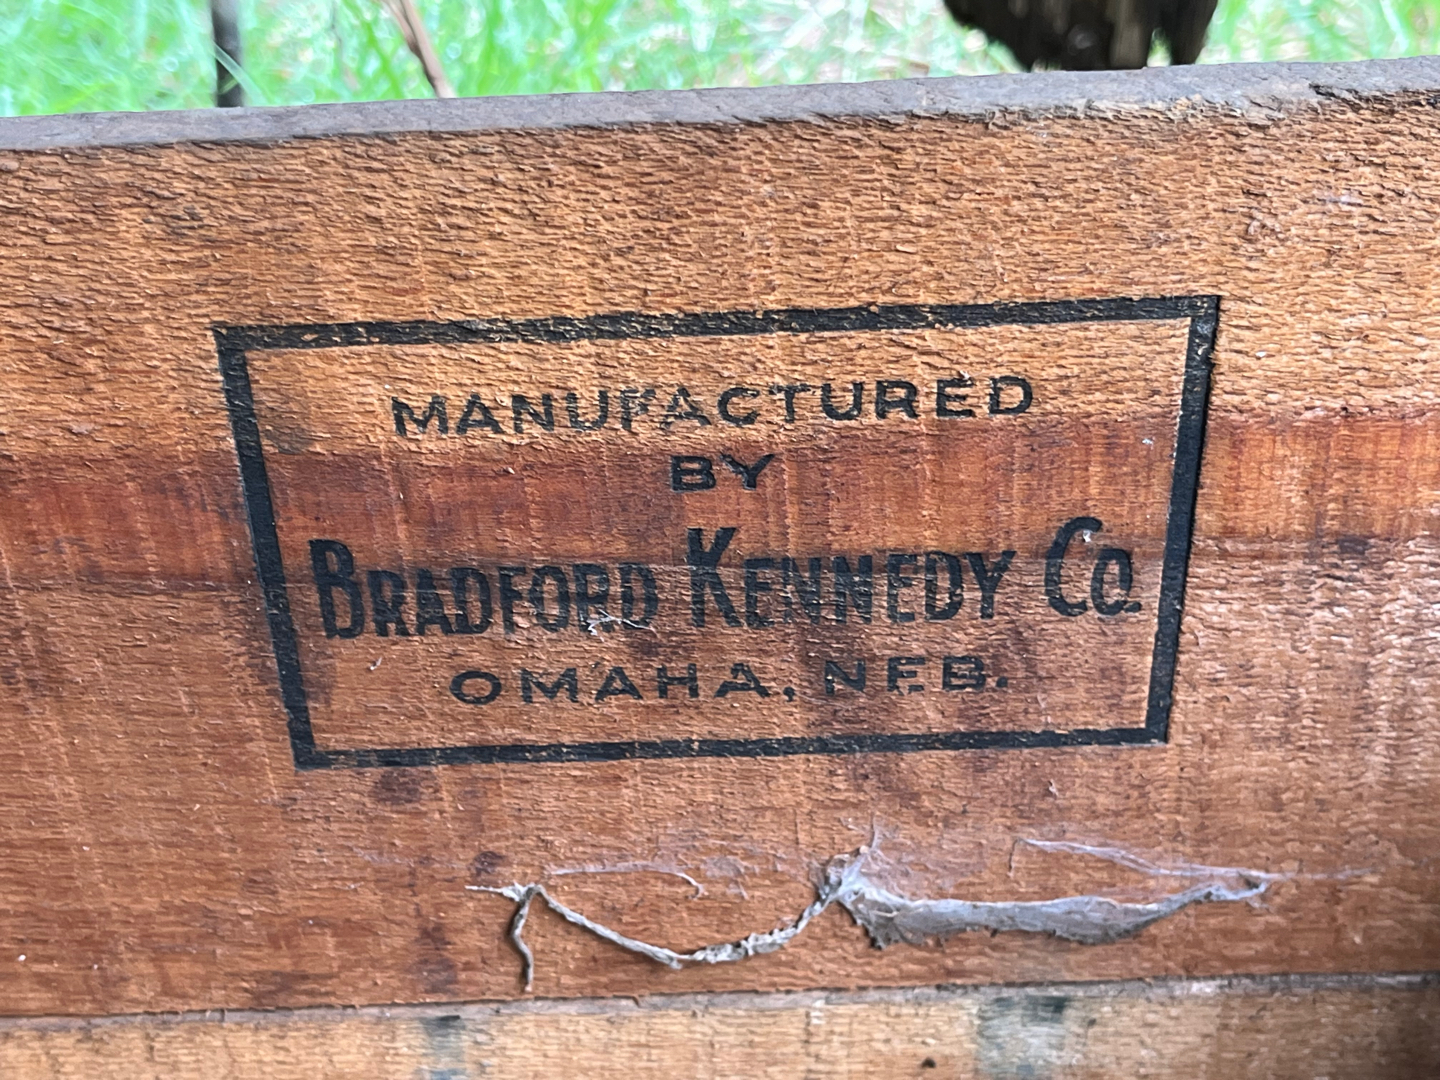 MANUFACTURED
BY
BRADFORD KENNEDY CO.
OMAHA, NEB.